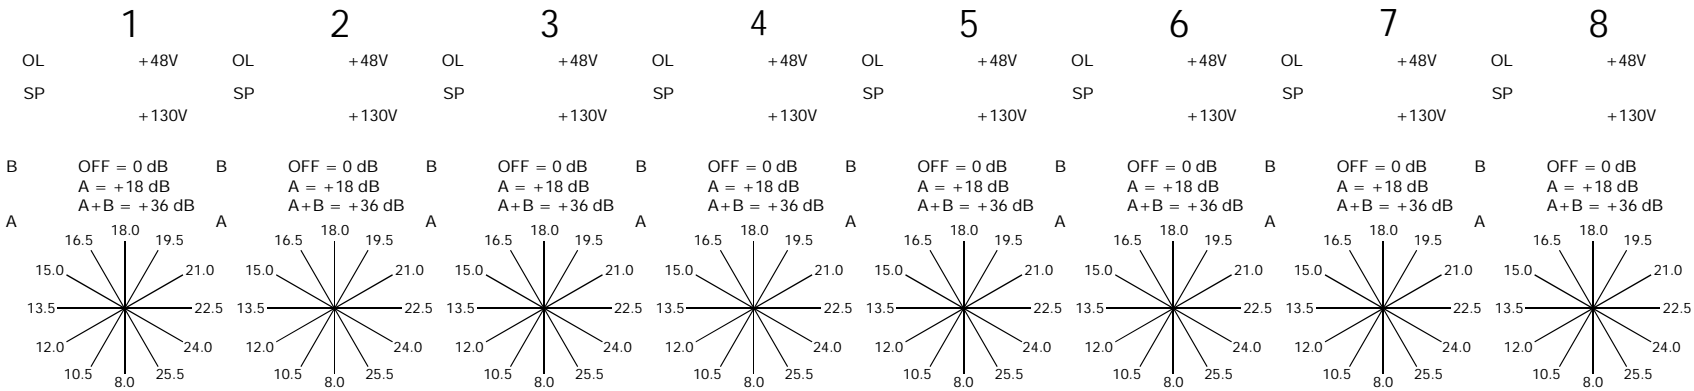 1 2 3 4 5 6 7 8
OL +48V OL +48V OL +48V OL +48V OL +48V OL +48V OL +48V OL +48V
SP SP SP SP SP SP SP SP
+130V +130V +130V +130V +130V +130V +130V +130V
B OFF = 0 dB B OFF = 0 dB B OFF = 0 dB B OFF = 0 dB B OFF = 0 dB B OFF = 0 dB B OFF = 0 dB B OFF = 0 dB
A = +18 dB A = +18 dB A = +18 dB A = +18 dB A = +18 dB A = +18 dB A = +18 dB A = +18 dB
A+B = +36 dB A+B = +36 dB A+B = +36 dB A+B = +36 dB A+B = +36 dB A+B = +36 dB A+B = +36 dB A+B = +36 dB
A A A A A A A A
18.0 18.0 18.0 18.0 18.0 18.0 18.0 18.0
16.5 19.5 16.5 19.5 16.5 19.5 16.5 19.5 16.5 19.5 16.5 19.5 16.5 19.5 16.5 19.5
15.0 21.0 15.0 21.0 15.0 21.0 15.0 21.0 15.0 21.0 15.0 21.0 15.0 21.0 15.0 21.0
13.5 22.5 13.5 22.5 13.5 22.5 13.5 22.5 13.5 22.5 13.5 22.5 13.5 22.5 13.5 22.5
12.0 24.0 12.0 24.0 12.0 24.0 12.0 24.0 12.0 24.0 12.0 24.0 12.0 24.0 12.0 24.0
10.5 25.5 10.5 25.5 10.5 25.5 10.5 25.5 10.5 25.5 10.5 25.5 10.5 25.5 10.5 25.5
8.0 8.0 8.0 8.0 8.0 8.0 8.0 8.0